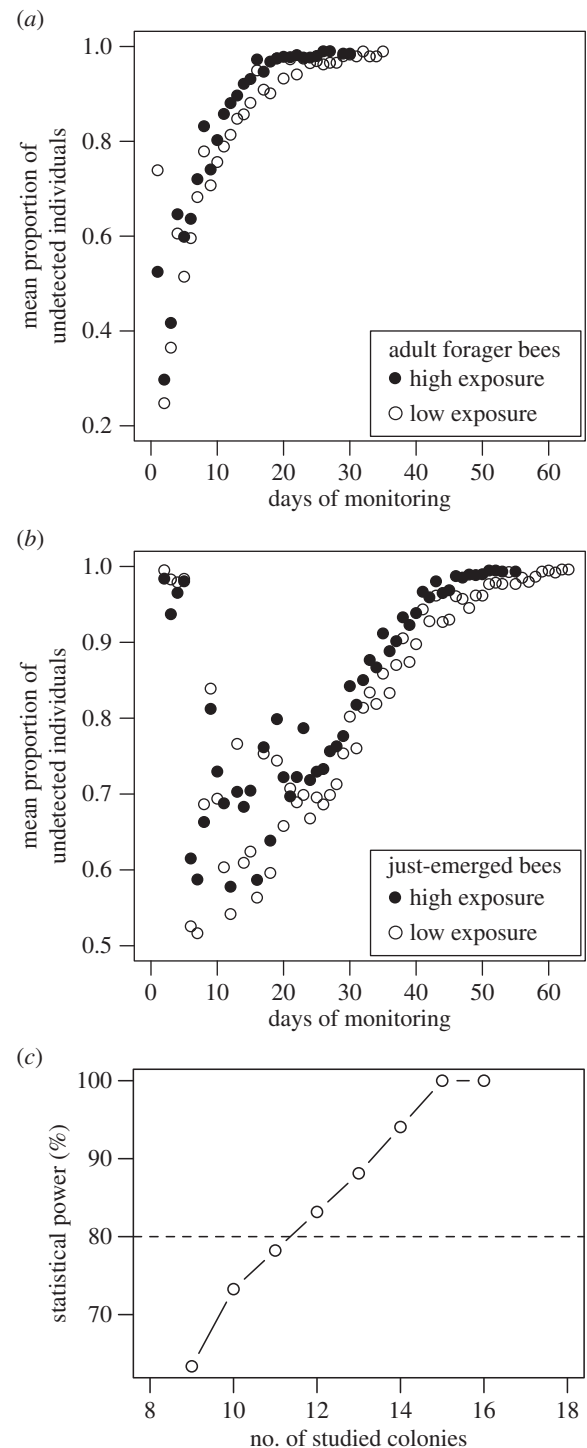 (a)
1.0
0.8
0.6
0.4
0.2
mean proportion of
undetected individuals
adult forager bees
high exposure
low exposure
0 10 20 30 40 50 60
days of monitoring
(b)
1.0
0.9
0.8
0.7
0.6
0.5
mean proportion of
undetected individuals
just-emerged bees
high exposure
low exposure
0 10 20 30 40 50 60
days of monitoring
(c)
100
90
80
70
statistical power (%)
8 10 12 14 16 18
no. of studied colonies